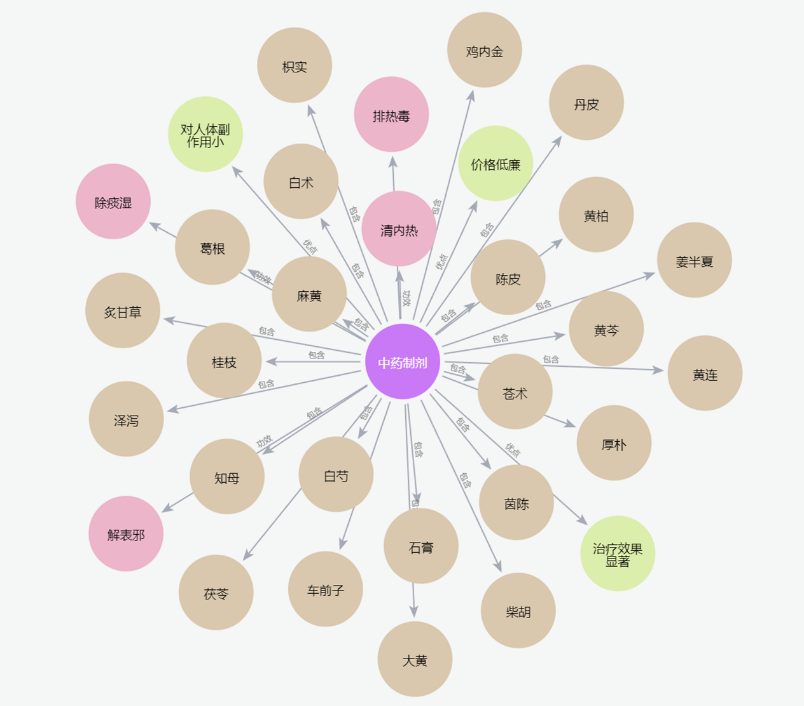 鸡内金
枳实
丹皮
排热毒
对人体副
作用小
价格低廉
白术
除痰湿
包含
包含
黄柏
清内热
包含
葛根
优点
优点
姜半夏
包含
陈皮
功效
麻黄
功效
包含
炙甘草
包含
包含
包含
黄芩
包含
包含
桂枝
中药制剂
包含
包含
黄连
包含
苍术
泽泻
包含
包含
包含
厚朴
功效
包含
优点
知母
白芍
包含
茵陈
包含
解表邪
石膏
治疗效果
显著
茯苓
车前子
柴胡
大黄